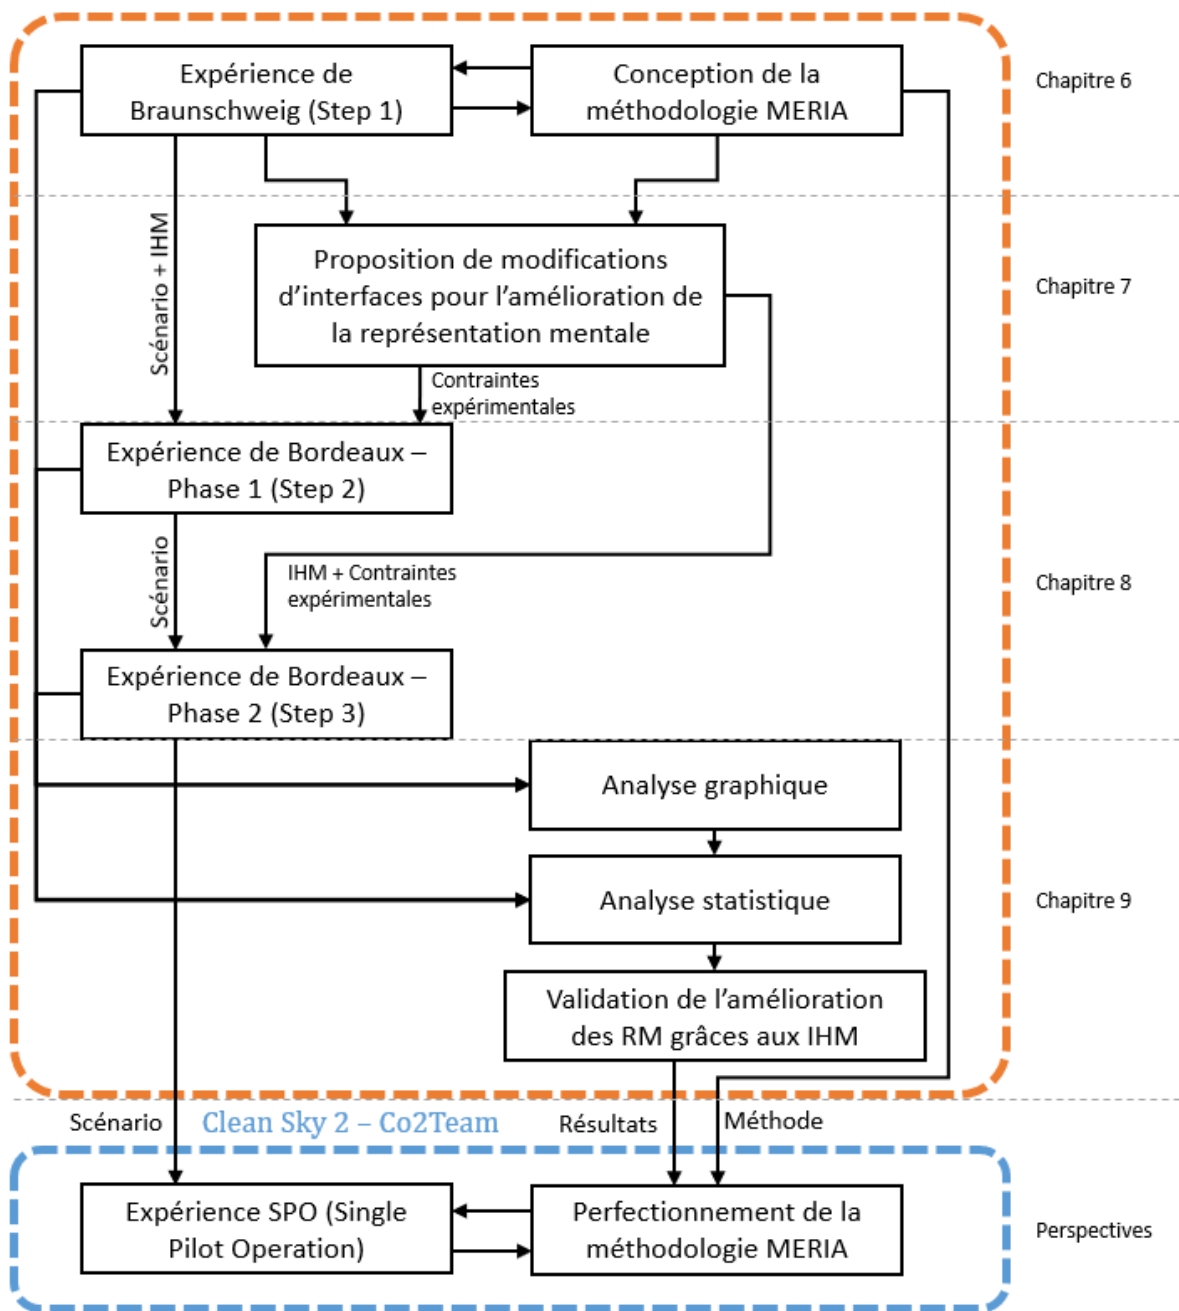 Expérience de
Braunschweig (Step 1)
Conception de la
méthodologie MERIA
Chapitre 6
Scénario + IHM
Proposition de modifications
d'interfaces pour l'amélioration de
la représentation mentale
Chapitre 7
Contraintes
expérimentales
Expérience de Bordeaux –
Phase 1 (Step 2)
Scénario
IHM + Contraintes
expérimentales
Chapitre 8
Expérience de Bordeaux –
Phase 2 (Step 3)
Analyse graphique
Analyse statistique
Chapitre 9
Validation de l'amélioration
des RM grâces aux IHM
Scénario
Clean Sky 2 – Co2Team
Résultats
Méthode
Expérience SPO (Single
Pilot Operation)
Perfectionnement de la
méthodologie MERIA
Perspectives